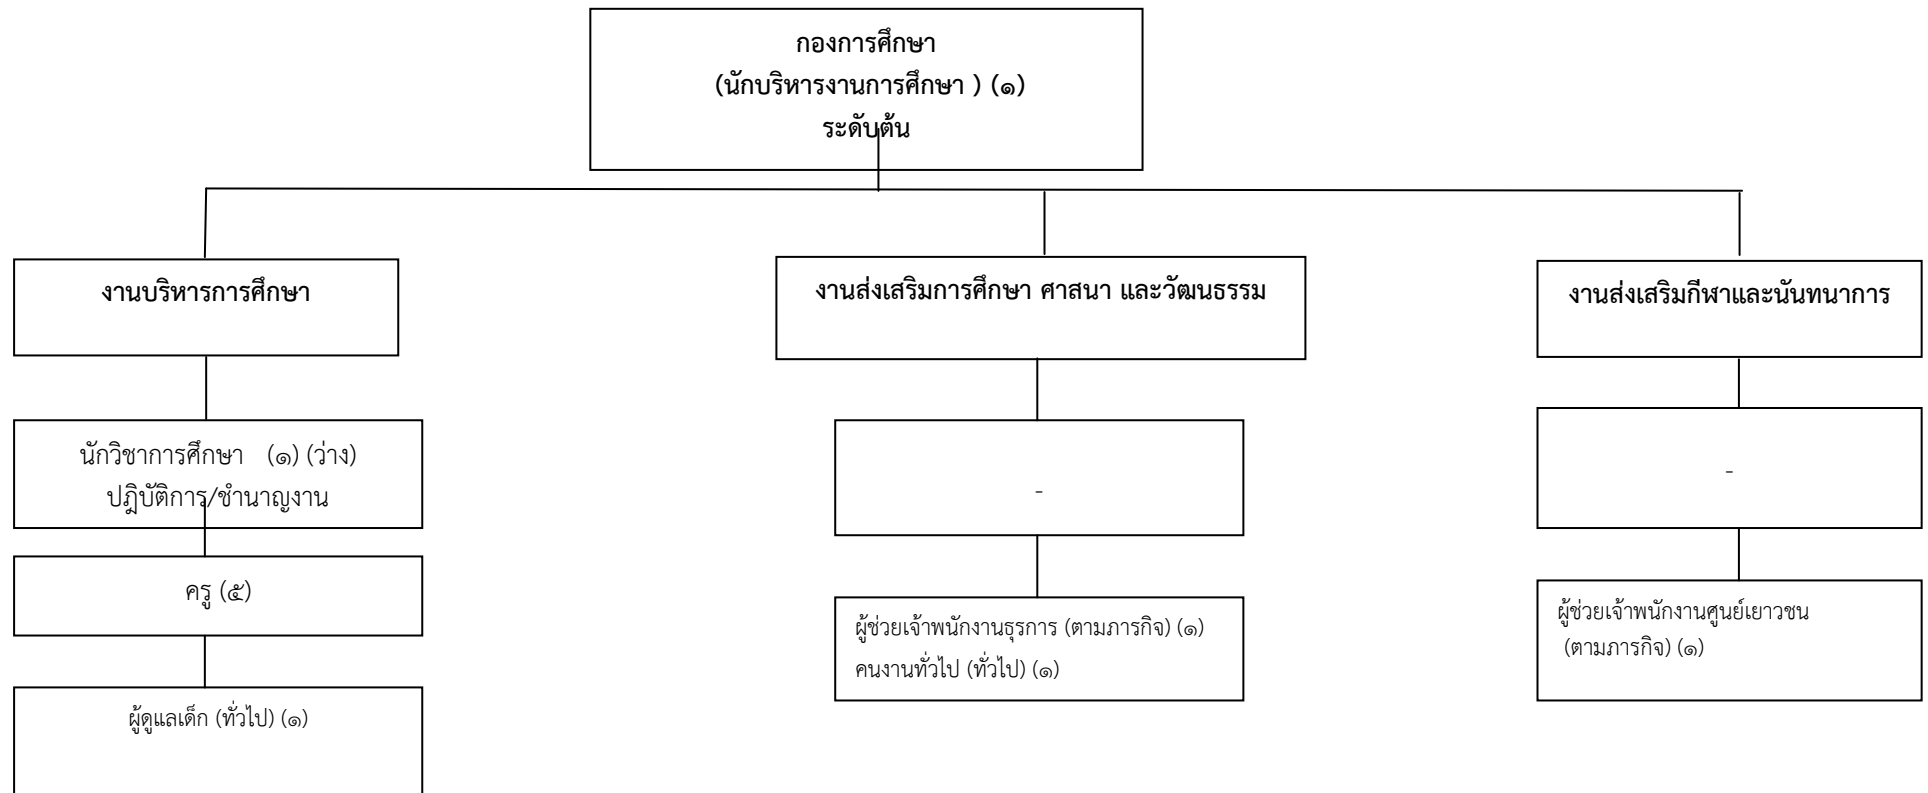 กองการศึกษา
(นักบริหารงานการศึกษา ) (๑)
ระดับต้น
งานบริหารการศึกษา
งานส่งเสริมการศึกษา ศาสนา และวัฒนธรรม
งานส่งเสริมกีฬาและนันทนาการ
นักวิชาการศึกษา (๑) (ว่าง)
ปฎิบัติการ/ชำนาญงาน
-
-
ครู (๕)
ผู้ช่วยเจ้าพนักงานธุรการ (ตามภารกิจ) (๑)
คนงานทั่วไป (ทั่วไป) (๑)
ผู้ช่วยเจ้าพนักงานศูนย์เยาวชน
(ตามภารกิจ) (๑)
ผู้ดูแลเด็ก (ทั่วไป) (๑)